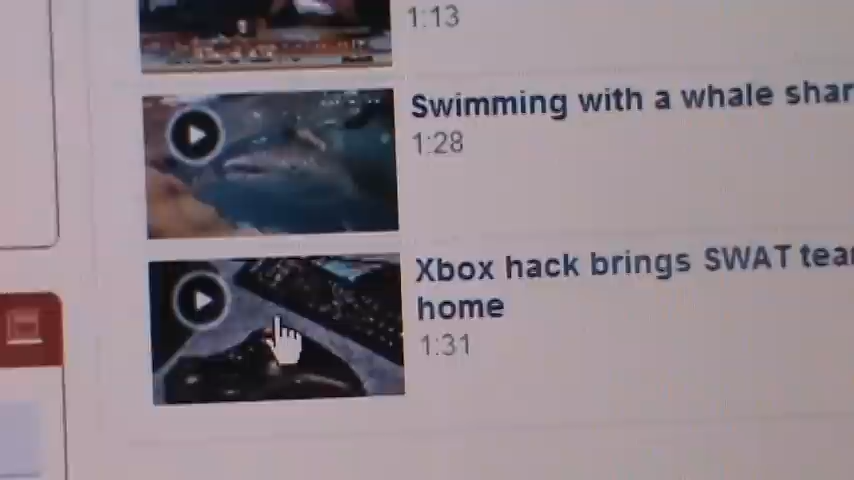 1:13
Swimming with a whale shar
1:28
Xbox hack brings SWAT tea
home
1:31